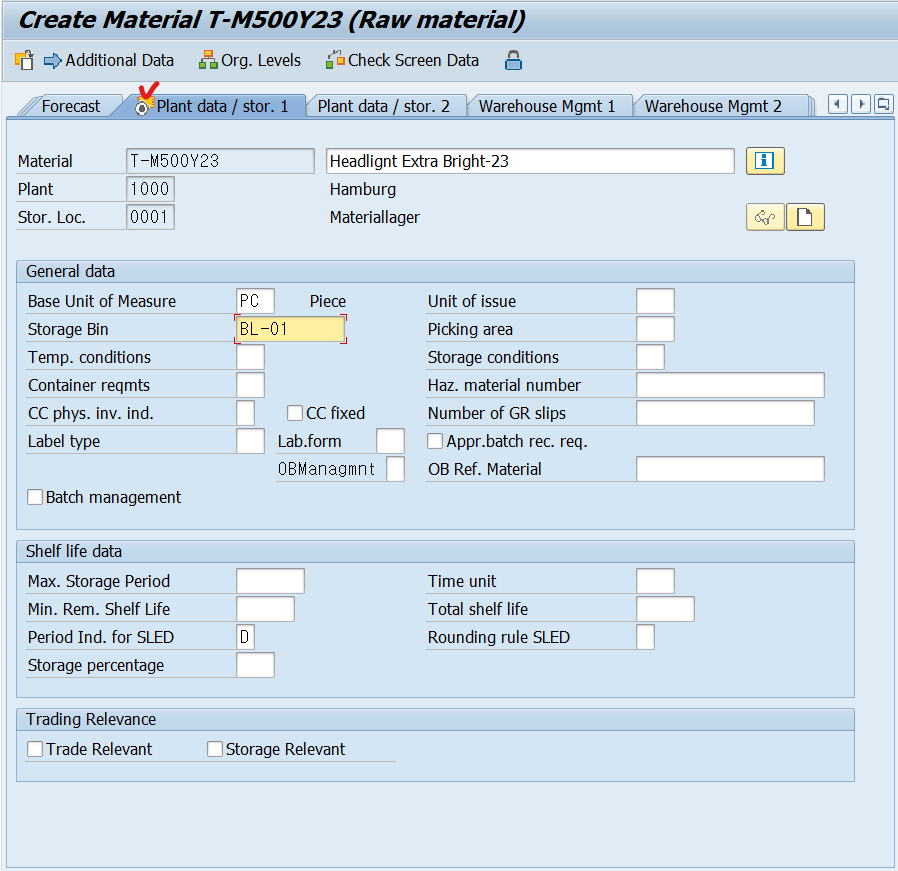 Create Material T-M500Y23 (Raw material)
Additional Data Org. Levels Check Screen Data
Forecast Plant data / stor. 1 Plant data / stor. 2 Warehouse Mgmt 1 Warehouse Mgmt 2
Material T-M500Y23 Headlignt Extra Bright-23
Plant 1000 Hamburg
Stor. Loc. 0001 Materiallager
General data
Base Unit of Measure PC Piece Unit of issue
Storage Bin BL-01 Picking area
Temp. conditions Storage conditions
Container reqmts Haz. material number
CC phys. inv. ind. CC fixed Number of GR slips
Label type Lab.form Appr.batch rec. req.
OBManagmnt OB Ref. Material
Batch management
Shelf life data
Max. Storage Period Time unit
Min. Rem. Shelf Life Total shelf life
Period Ind. for SLED D Rounding rule SLED
Storage percentage
Trading Relevance
Trade Relevant Storage Relevant